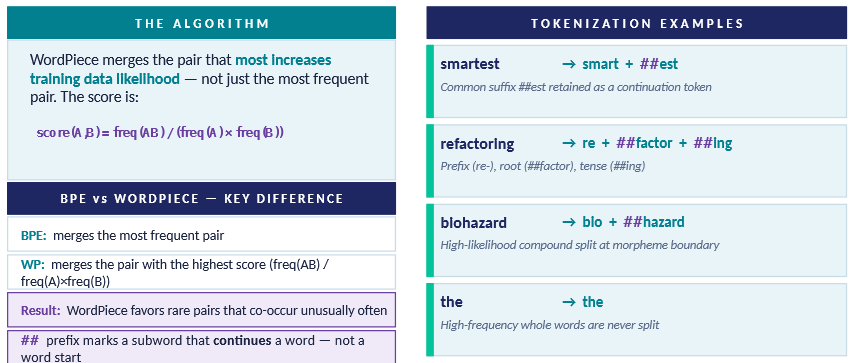 THE ALGORITHM
WordPiece merges the pair that most increases
training data likelihood — not just the most frequent
pair. The score is:
score(A,B) = freq(AB) / (freq(A) × freq(B))
BPE vs WORDPIECE — KEY DIFFERENCE
BPE: merges the most frequent pair
WP: merges the pair with the highest score (freq(AB) /
freq(A)×freq(B))
Result: WordPiece favors rare pairs that co-occur unusually often
## prefix marks a subword that continues a word — not a
word start
TOKENIZATION EXAMPLES
smartest → smart + ##est
Common suffix ##est retained as a continuation token
refactoring → re + ##factor + ##ing
Prefix (re-), root (##factor), tense (##ing)
biohazard → bio + ##hazard
High-likelihood compound split at morpheme boundary
the → the
High-frequency whole words are never split